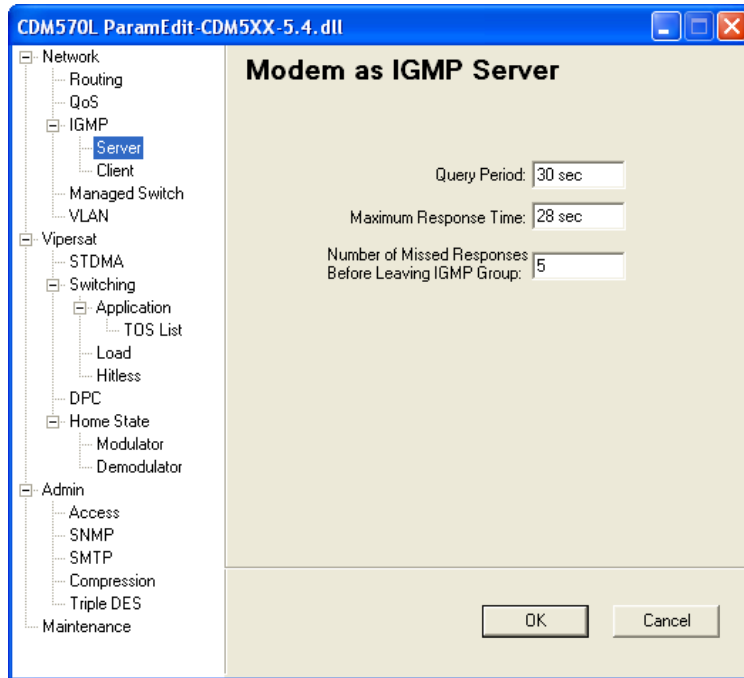 CDM570L ParamEdit-CDM5XX-5.4.dll
Network
Routing
QoS
IGMP
Server
Client
Managed Switch
VLAN
Vipersat
STDMA
Switching
Application
TOS List
Load
Hitless
DPC
Home State
Modulator
Demodulator
Admin
Access
SNMP
SMTP
Compression
Triple DES
Maintenance
Modem as IGMP Server
Query Period: 30 sec
Maximum Response Time: 28 sec
Number of Missed Responses
Before Leaving IGMP Group: 5
OK Cancel